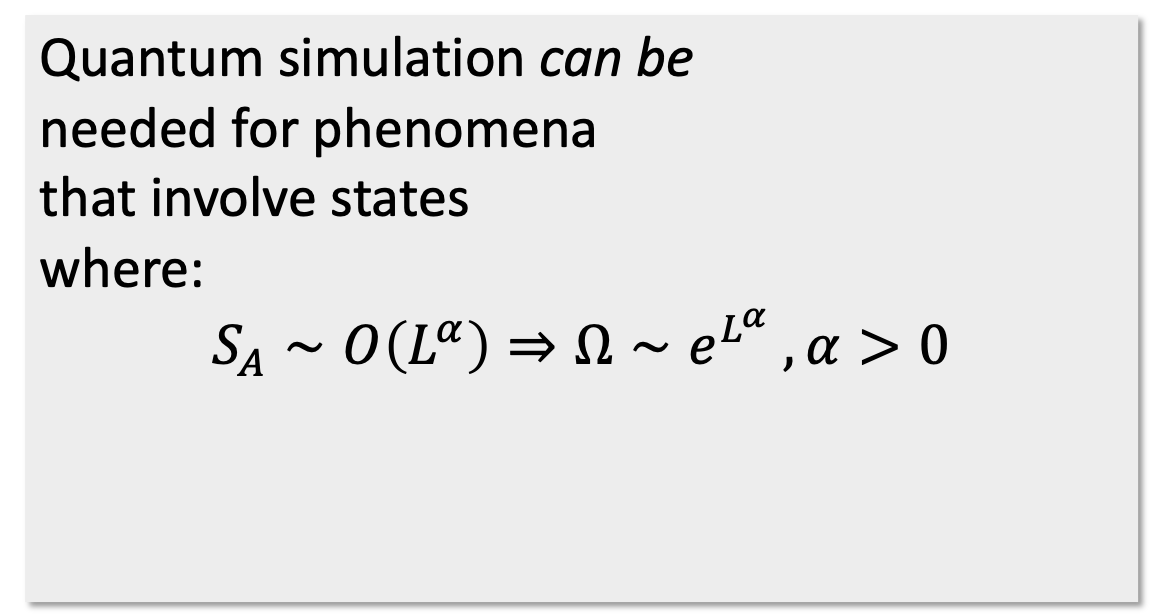 Quantum simulation can be
needed for phenomena
that involve states
where:
𝑆_𝐴 ~ 𝑂(𝐿^𝛼) ⇒ Ω ~ 𝑒^{𝐿^𝛼} , 𝛼 > 0